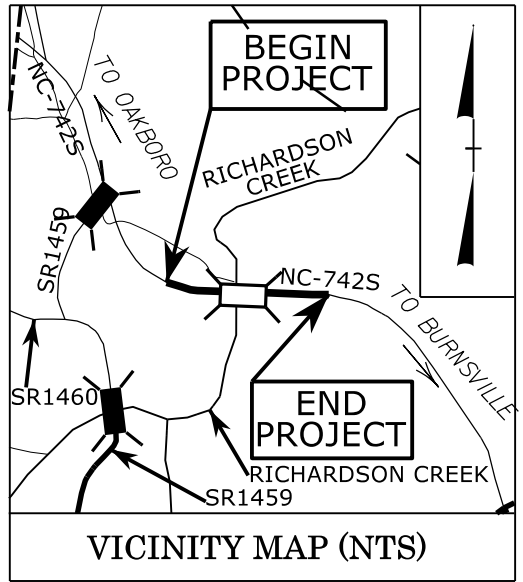 BEGIN
PROJECT
NC-742S
TO OAKBORO
RICHARDSON
CREEK
SR1459
NC-742S
TO BURNSVILLE
SR1460
END
PROJECT
RICHARDSON CREEK
SR1459
VICINITY MAP (NTS)